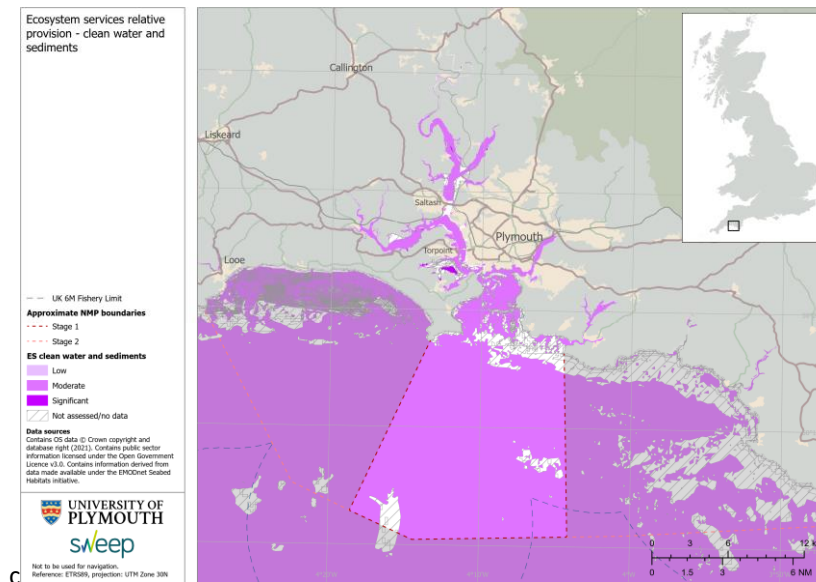 Ecosystem services relative
provision - clean water and
sediments
UK 6M Fishery Limit
Approximate NMP boundaries
Stage 1
Stage 2
ES clean water and sediments
Low
Moderate
Significant
Not assessed/no data
Data sources
Contains OS data © Crown copyright and
database right (2021). Contains public sector
information licensed under the Open Government
Licence v3.0. Contains information derived from
data made available under the EMODnet Seabed
Habitats initiative.
UNIVERSITY OF
PLYMOUTH
sweep
Not to be used for navigation.
Reference: ETRS89, projection: UTM Zone 30N
C
Callington
Liskeard
Saltash
Plymouth
Torpoint
Looe
0 3 6 12 k
0 1.5 3 6 NM